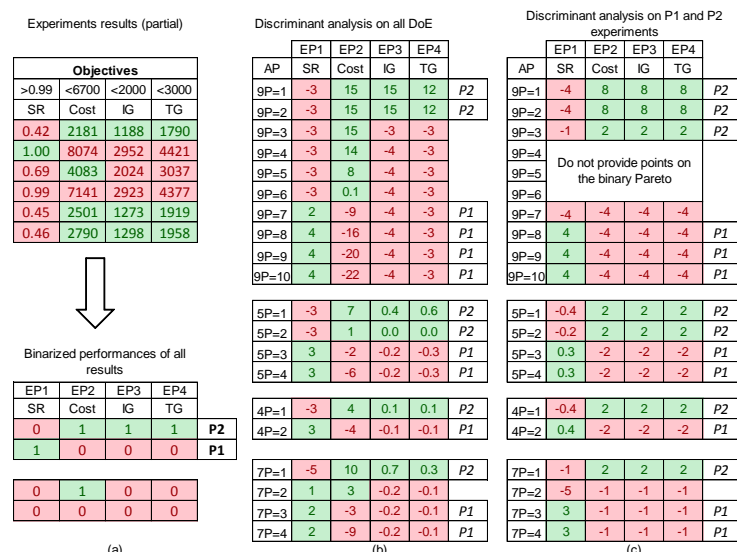 Experiments results (partial)
Objectives
>0.99 <6700 <2000 <3000
SR Cost IG TG
0.42 2181 1188 1790
1.00 8074 2952 4421
0.69 4083 2024 3037
0.99 7141 2923 4377
0.45 2501 1273 1919
0.46 2790 1298 1958
Binarized performances of all
results
EP1 EP2 EP3 EP4
SR Cost IG TG
0 1 1 1 P2
1 0 0 0 P1
0 1 0 0
0 0 0 0
(a)
Discriminant analysis on all DoE
EP1 EP2 EP3 EP4
AP SR Cost IG TG
9P=1 -3 15 15 12 P2
9P=2 -3 15 15 12 P2
9P=3 -3 15 -3 -3
9P=4 -3 14 -4 -3
9P=5 -3 8 -4 -3
9P=6 -3 0.1 -4 -3
9P=7 2 -9 -4 -3 P1
9P=8 4 -16 -4 -3 P1
9P=9 4 -20 -4 -3 P1
9P=10 4 -22 -4 -3 P1
5P=1 -3 7 0.4 0.6 P2
5P=2 -3 1 0.0 0.0 P2
5P=3 3 -2 -0.2 -0.3 P1
5P=4 3 -6 -0.2 -0.3 P1
4P=1 -3 4 0.1 0.1 P2
4P=2 3 -4 -0.1 -0.1 P1
7P=1 -5 10 0.7 0.3 P2
7P=2 1 3 -0.2 -0.1
7P=3 2 -3 -0.2 -0.1 P1
7P=4 2 -9 -0.2 -0.1 P1
(b)
Discriminant analysis on P1 and P2
experiments
EP1 EP2 EP3 EP4
AP SR Cost IG TG
9P=1 -4 8 8 8 P2
9P=2 -4 8 8 8 P2
9P=3 -1 2 2 2 P2
9P=4
9P=5 Do not provide points on
9P=6 the binary Pareto
9P=7 -4 -4 -4 -4
9P=8 4 -4 -4 -4 P1
9P=9 4 -4 -4 -4 P1
9P=10 4 -4 -4 -4 P1
5P=1 -0.4 2 2 2 P2
5P=2 -0.2 2 2 2 P2
5P=3 0.3 -2 -2 -2 P1
5P=4 0.3 -2 -2 -2 P1
4P=1 -0.4 2 2 2 P2
4P=2 0.4 -2 -2 -2 P1
7P=1 -1 2 2 2 P2
7P=2 -5 -1 -1 -1
7P=3 3 -1 -1 -1 P1
7P=4 3 -1 -1 -1 P1
(c)